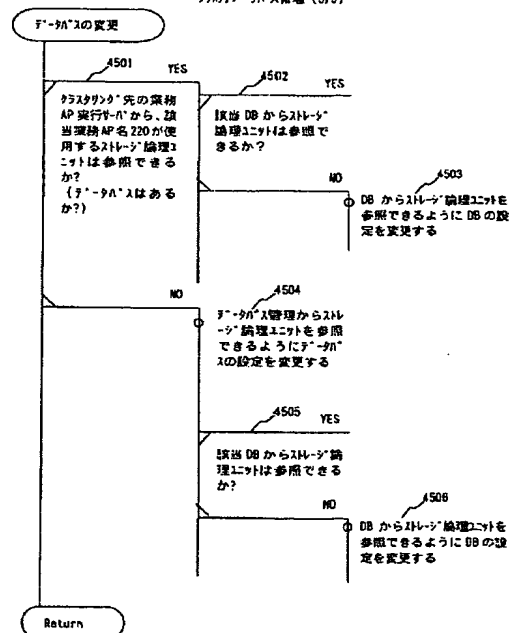 データベースの変更
4501
YES
クラスタリング先の業務
AP実行サーバから、該
当業務AP名220が使
用するストレージ論理ユ
ニットは参照できる
か?
(データベースはある
か?)
4502
YES
該当DBからストレージ
論理ユニットは参照で
きるか?
NO
4503
DBからストレージ論理ユニットを
参照できるようにDBの設
定を変更する
NO
4504
データベース管理からストレ
ージ論理ユニットを参照
できるようにデータベー
スの設定を変更する
4505
YES
該当DBからストレージ論
理ユニットは参照できる
か?
NO
4506
DBからストレージ論理ユニットを
参照できるようにDBの設
定を変更する
Return